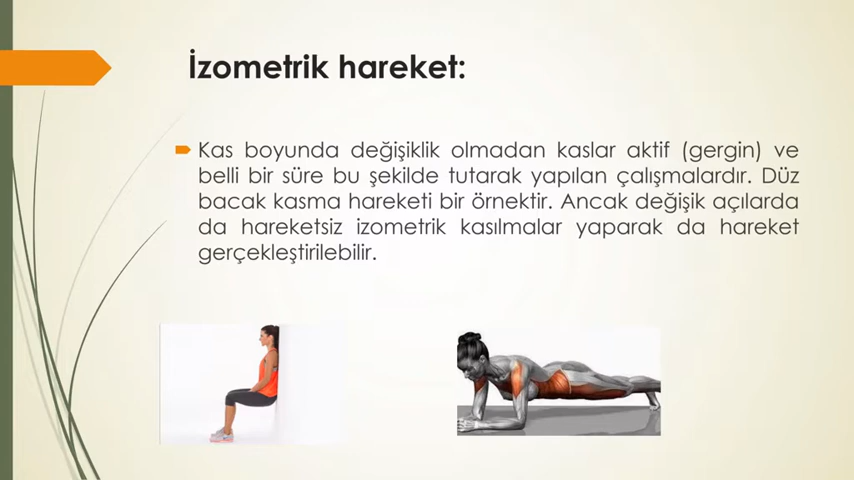 İzometrik hareket:
Kas boyunda değişiklik olmadan kaslar aktif (gergin) ve
belli bir süre bu şekilde tutarak yapılan çalışmalardır. Düz
bacak kasma hareketi bir örnektir. Ancak değişik açılarda
da hareketsiz izometrik kasılmalar yaparak da hareket
gerçekleştirilebilir.